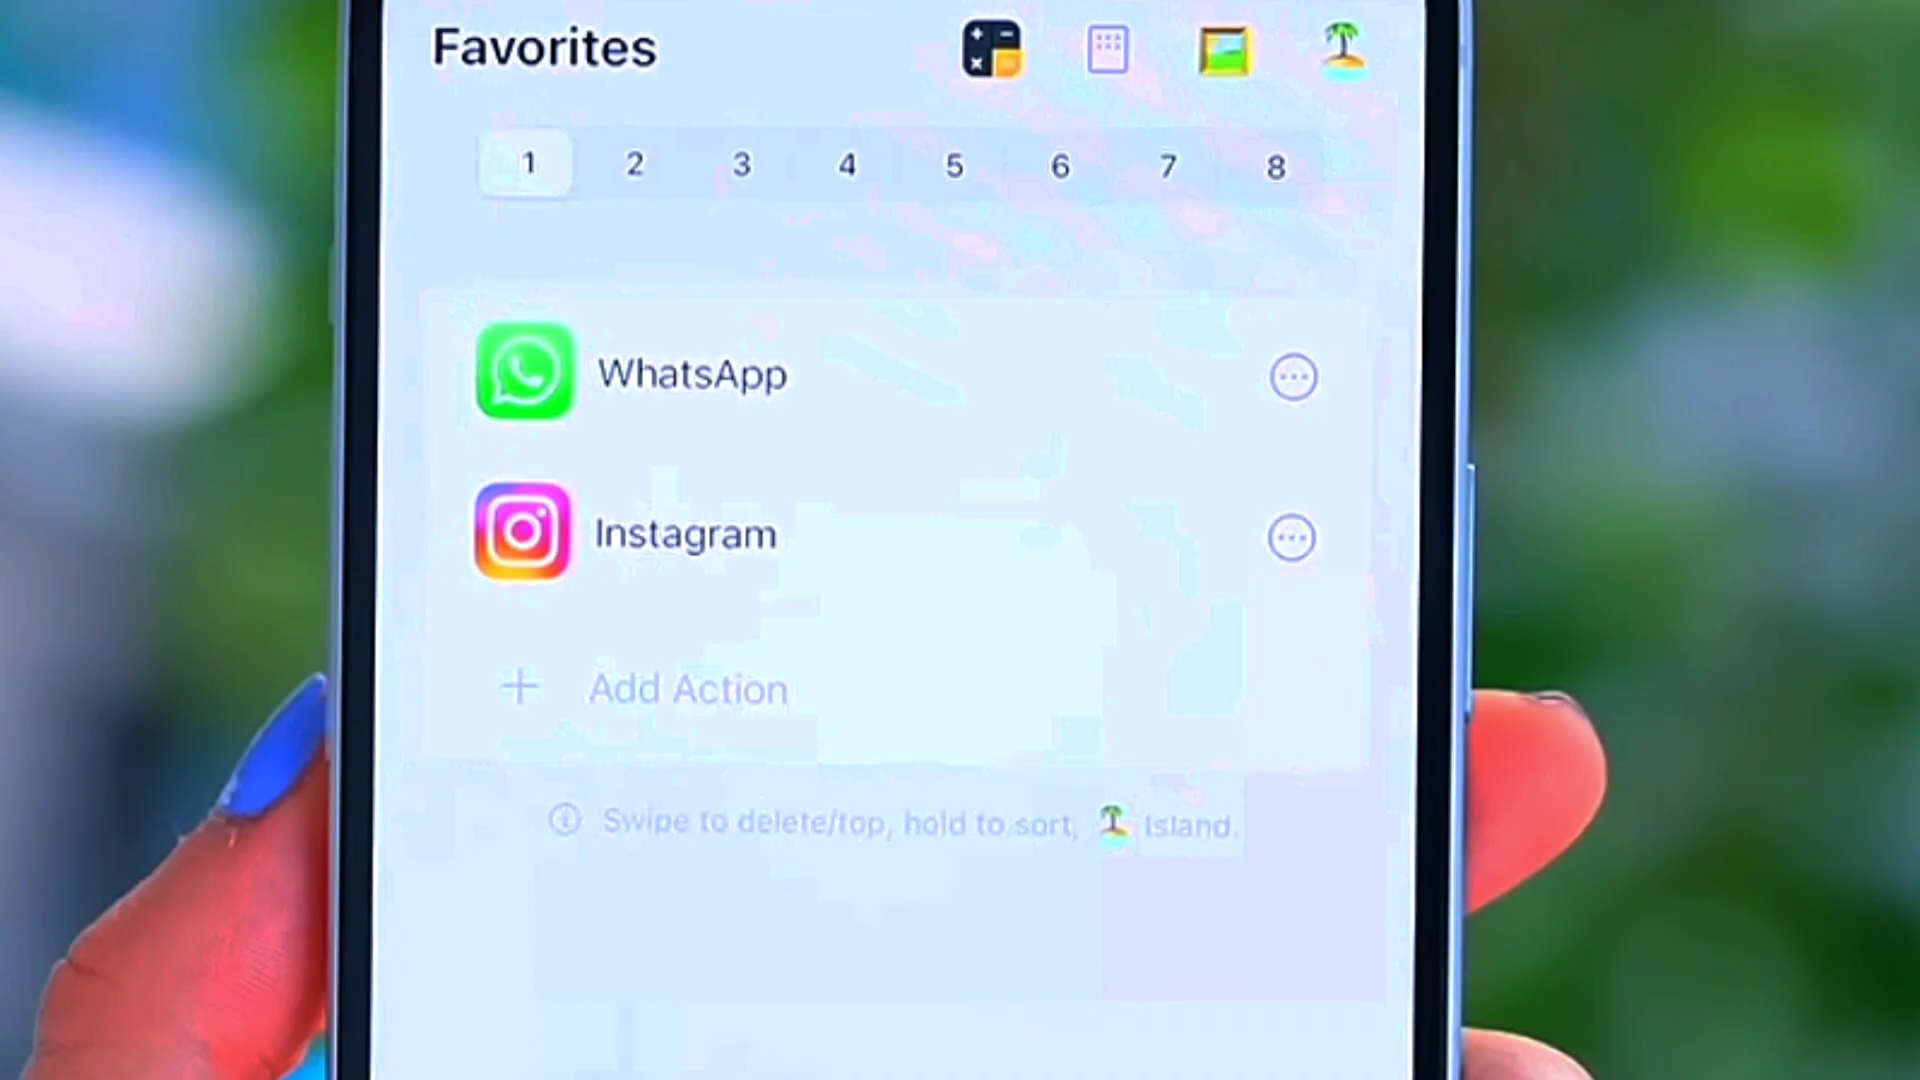 Favorites
1 2 3 4 5 6 7 8
WhatsApp
Instagram
+ Add Action
Swipe to delete/top, hold to sort, Island.